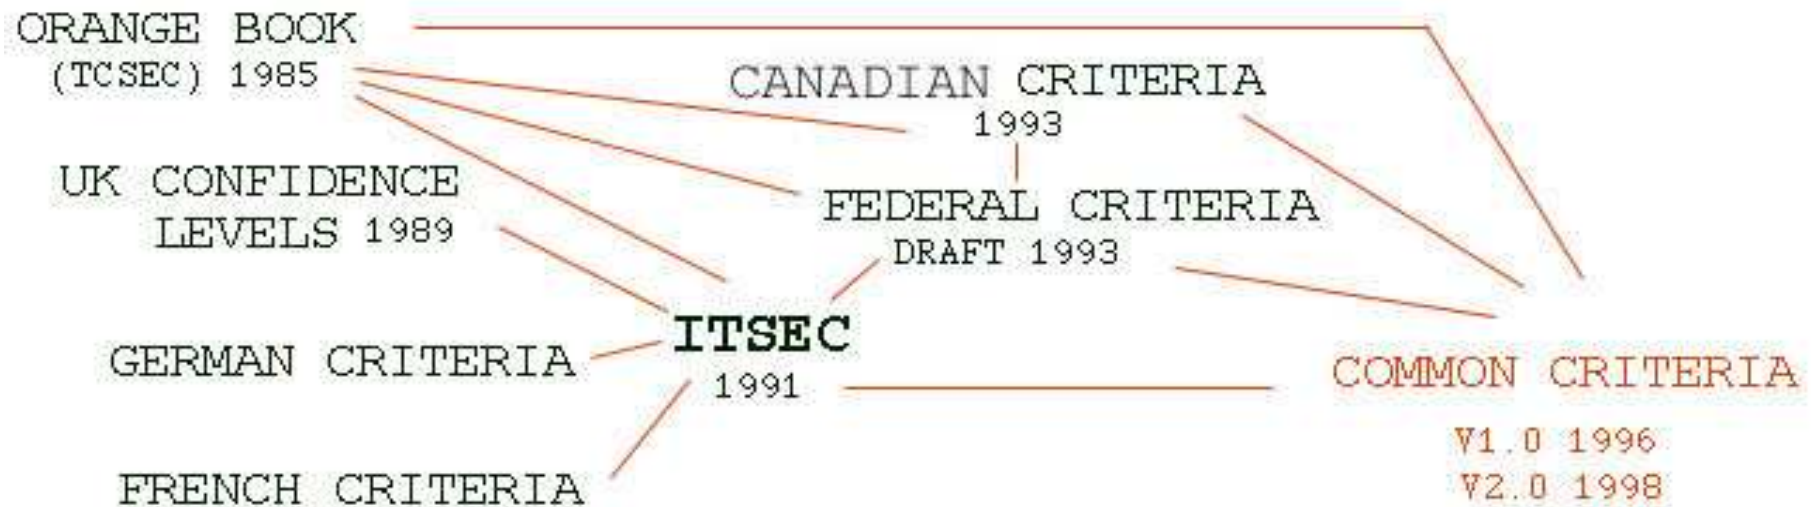 ORANGE BOOK
(TCSEC) 1985
CANADIAN CRITERIA
1993
UK CONFIDENCE
LEVELS 1989
FEDERAL CRITERIA
DRAFT 1993
ITSEC
1991
GERMAN CRITERIA
FRENCH CRITERIA
COMMON CRITERIA
V1.0 1996
V2.0 1998